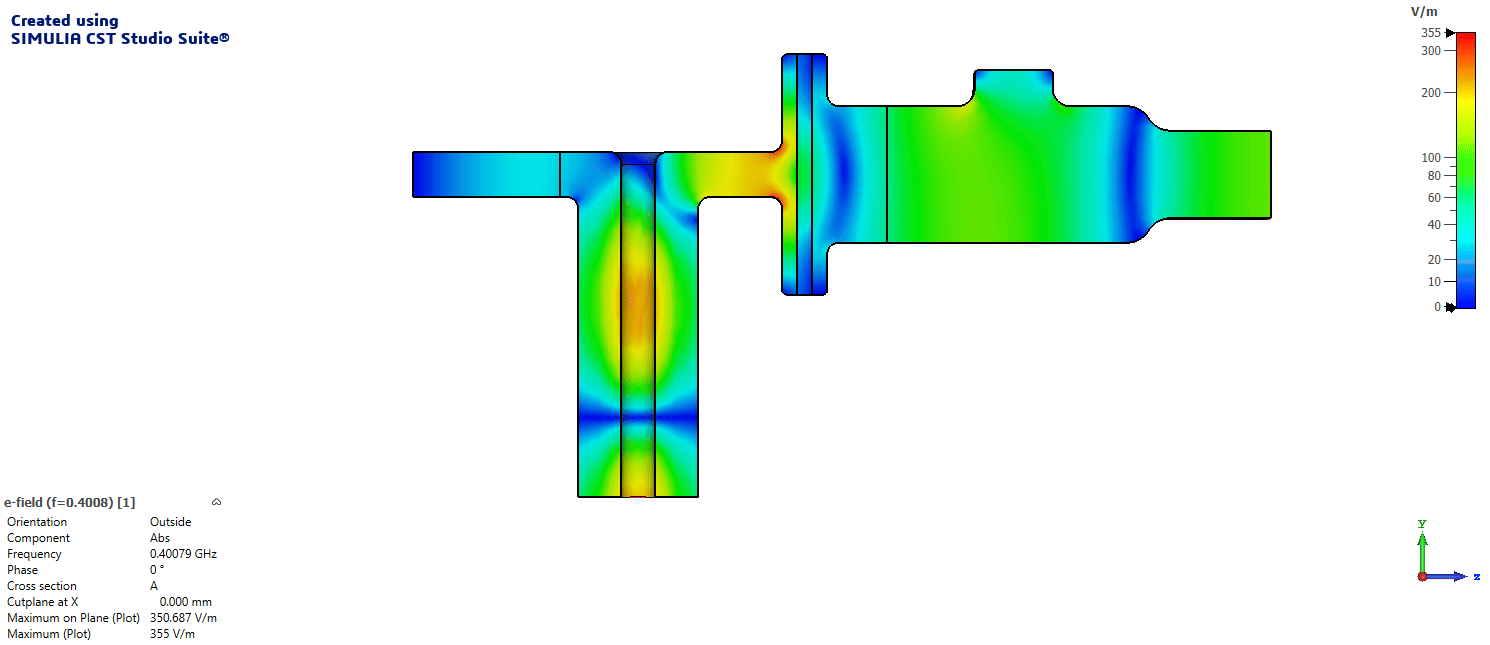 Created using
SIMULIA CST Studio Suite®
V/m
355
300
200
100
80
60
40
20
10
0
e-field (f=0.4008) [1]
Orientation Outside
Component Abs
Frequency 0.40079 GHz
Phase 0 °
Cross section A
Cutplane at X 0.000 mm
Maximum on Plane (Plot) 350.687 V/m
Maximum (Plot) 355 V/m
y
z